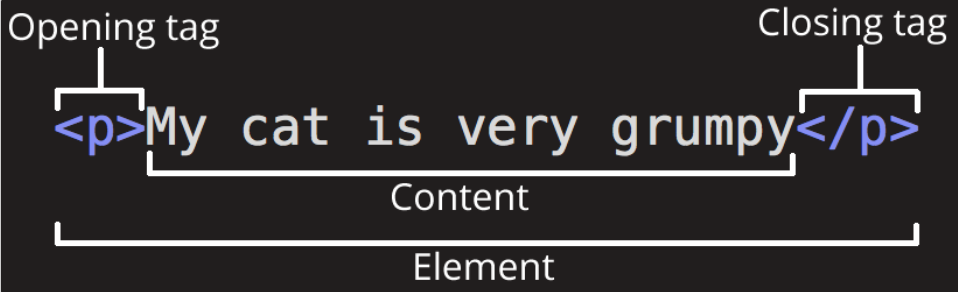 Opening tag
Closing tag
<p>My cat is very grumpy</p>
Content
Element